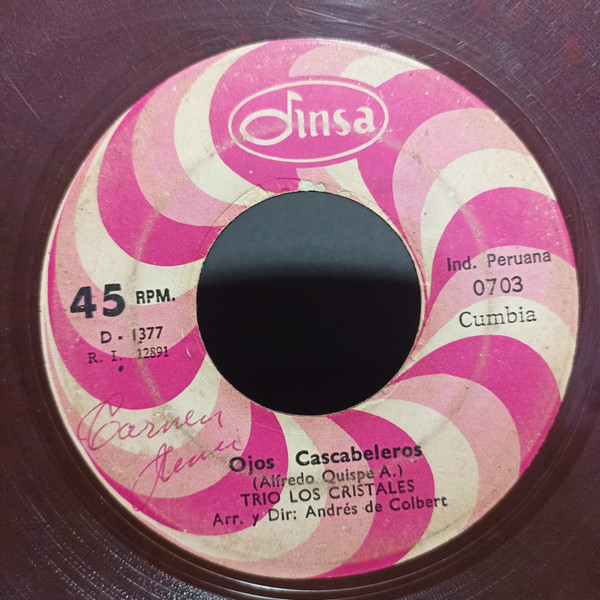 dinsa
45 RPM.
D - 1377
R. I. 12891
Ind. Peruana
0703
Cumbia
Carmen
Ojos Cascabeleros
(Alfredo Quispe A.)
TRIO LOS CRISTALES
Arr. y Dir: Andrés de Colbert